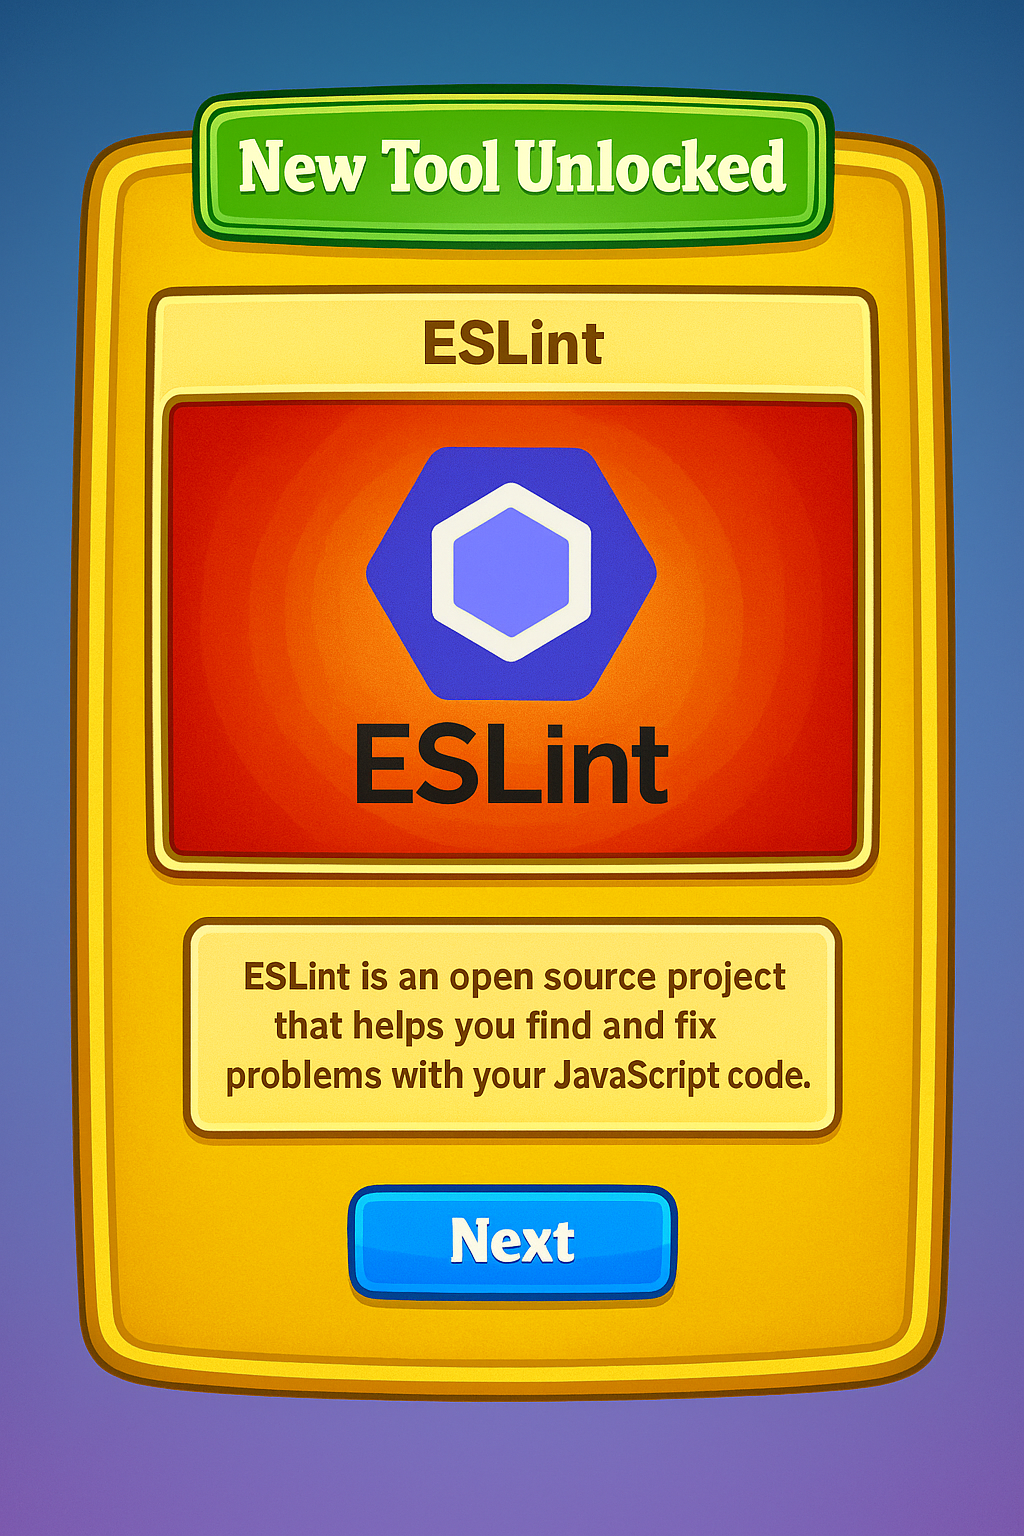 New Tool Unlocked
ESLint
ESLint
ESLint is an open source project
that helps you find and fix
problems with your JavaScript code.
Next